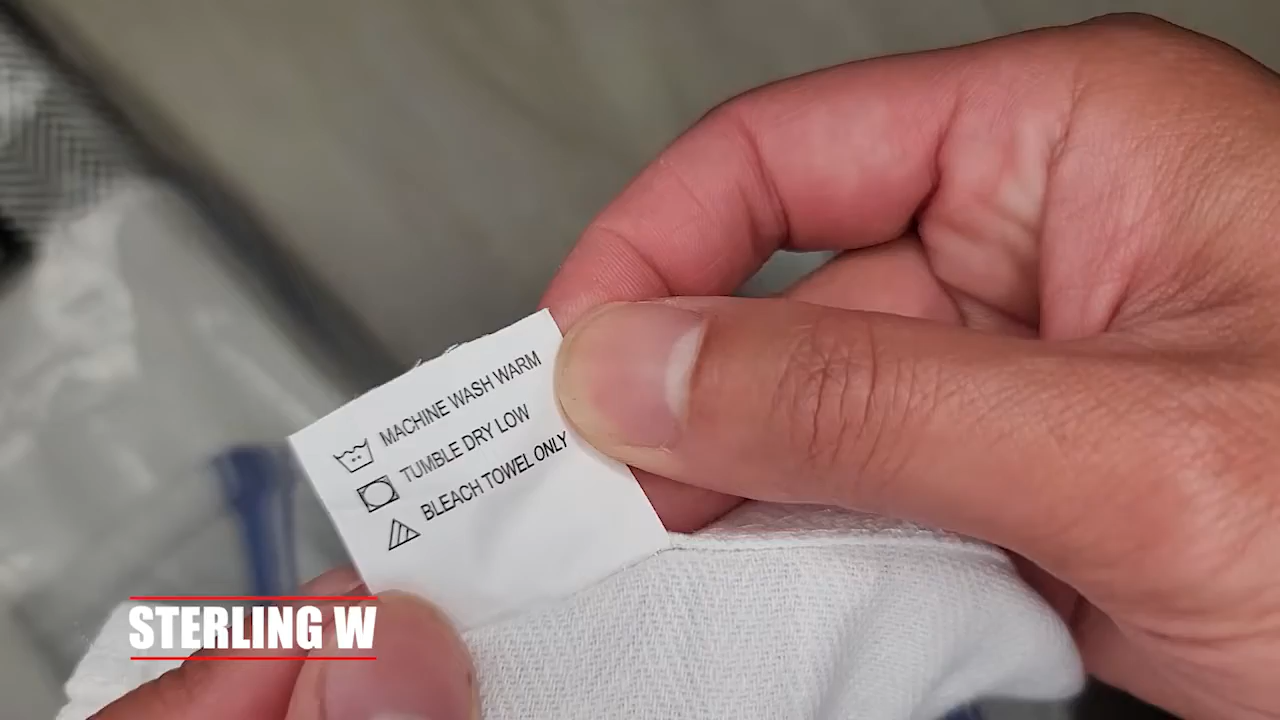 MACHINE WASH WARM
TUMBLE DRY LOW
BLEACH TOWEL ONLY
STERLING W